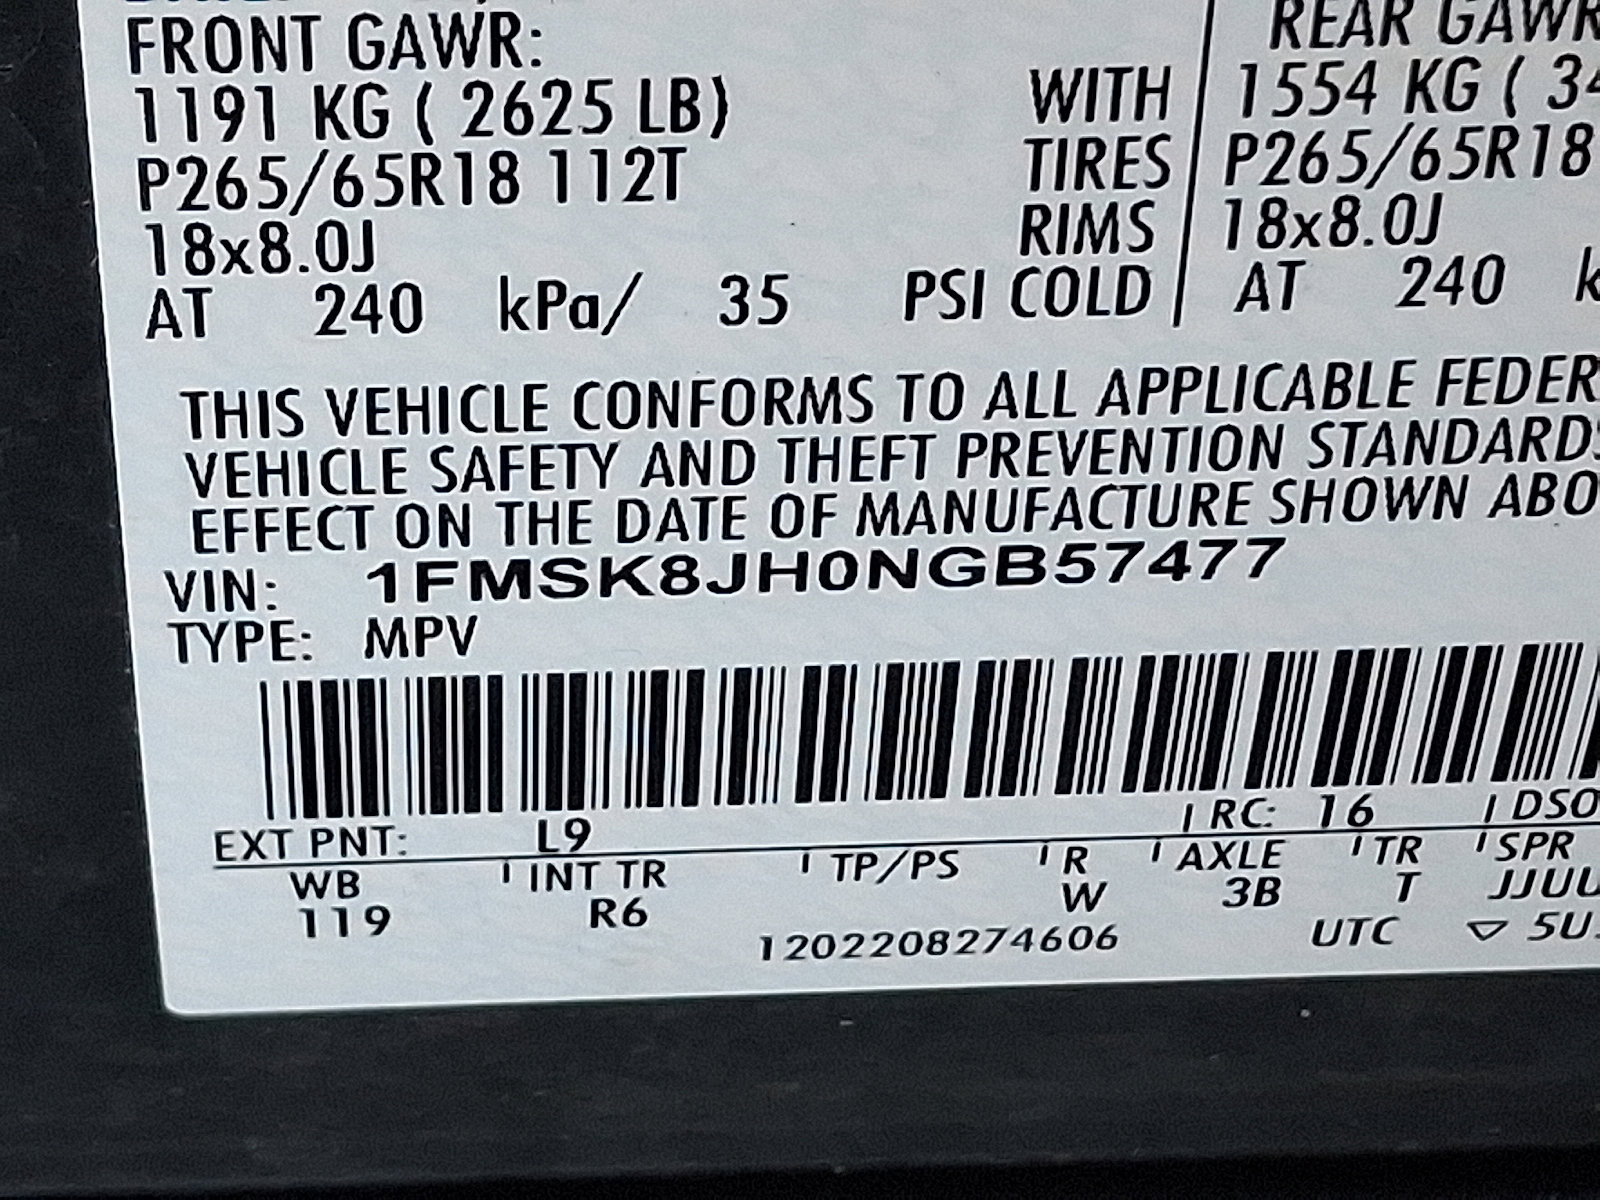 FRONT GAWR: REAR GAWR
1191 KG ( 2625 LB) WITH 1554 KG ( 34
P265/65R18 112T TIRES P265/65R18
18x8.0J RIMS 18x8.0J
AT 240 kPa/ 35 PSI COLD AT 240 k
THIS VEHICLE CONFORMS TO ALL APPLICABLE FEDER
VEHICLE SAFETY AND THEFT PREVENTION STANDARDS
EFFECT ON THE DATE OF MANUFACTURE SHOWN ABO
VIN: 1FMSK8JH0NGB57477
TYPE: MPV
EXT PNT: L9 RC: 16 DSO
WB INT TR TP/PS R AXLE TR SPR
119 R6 W 3B T JJUU
1202208274606 UTC ▽ 5U